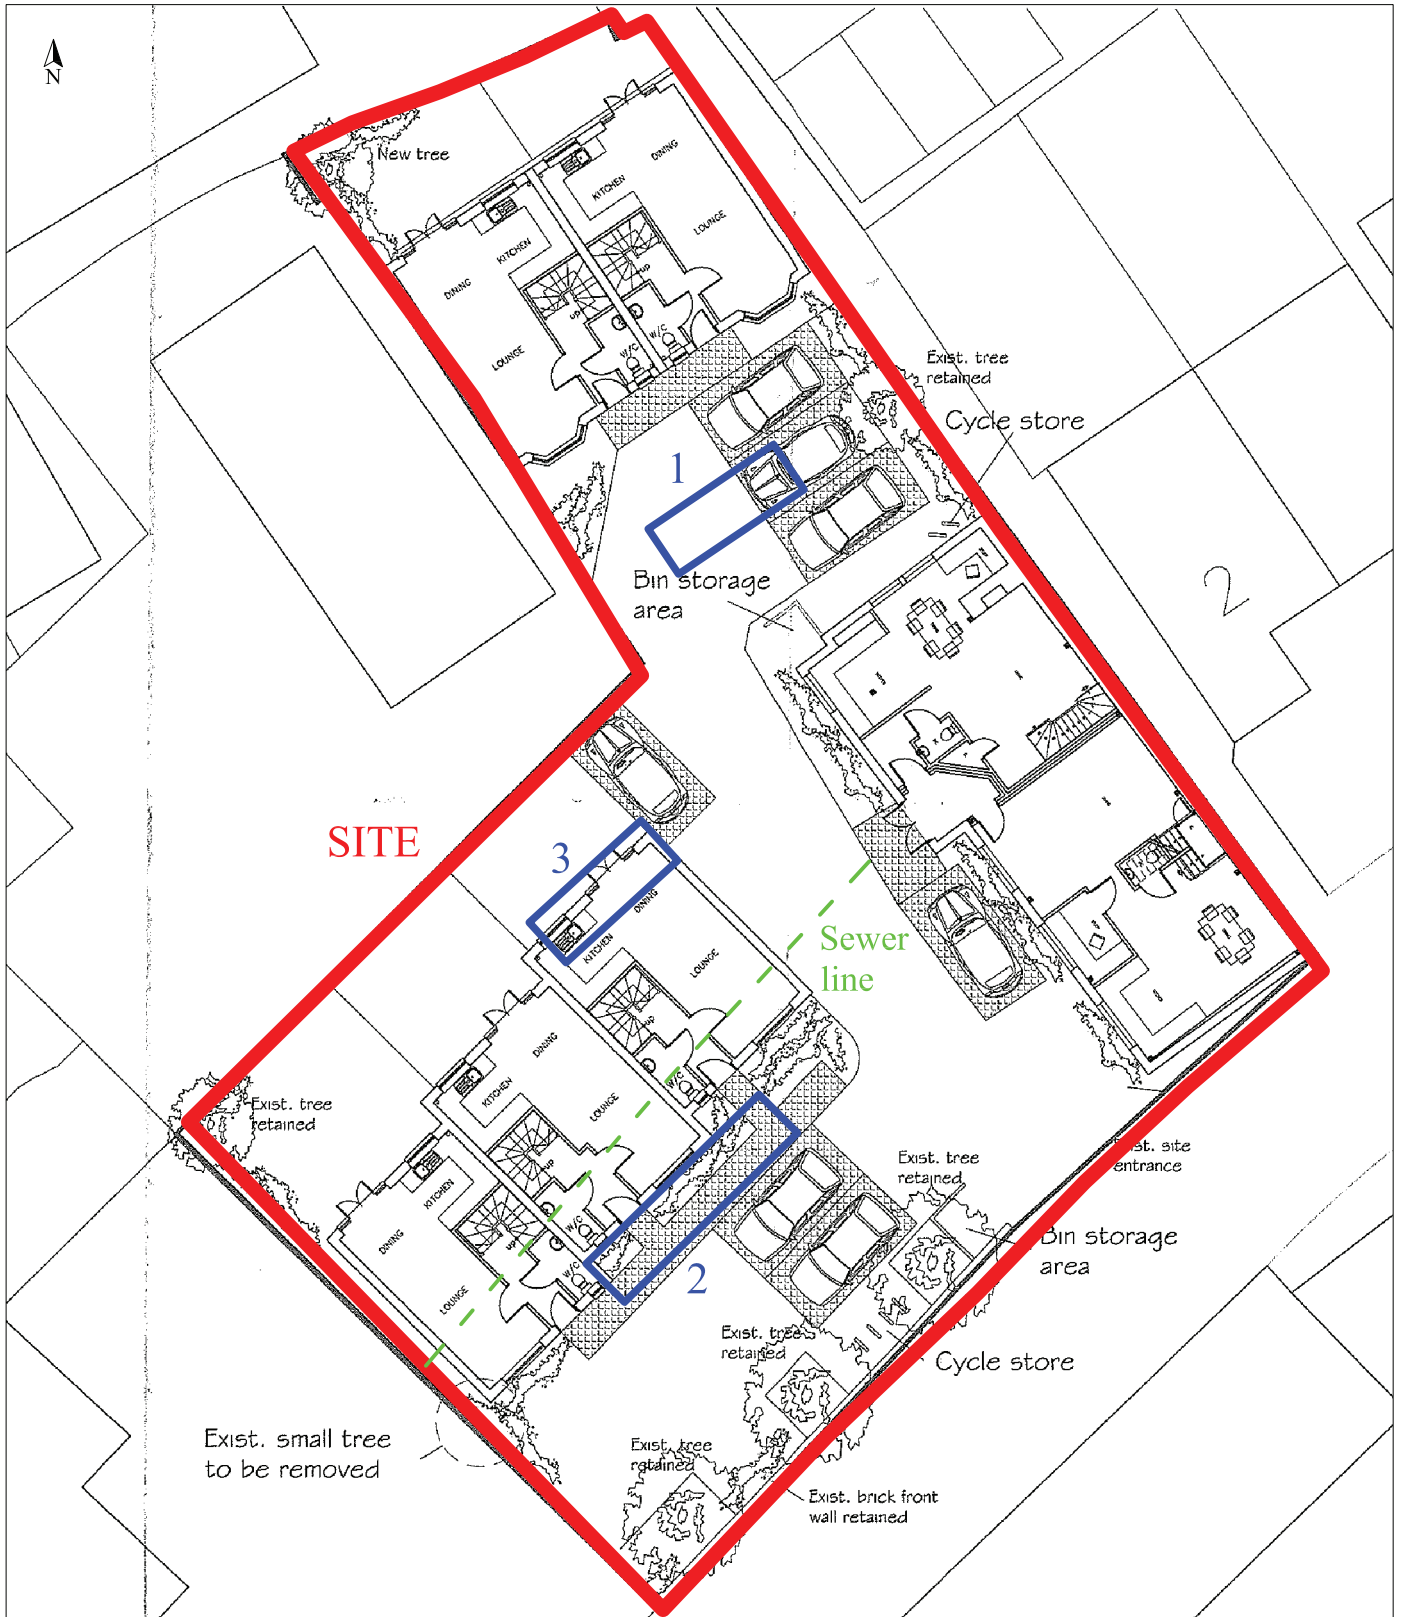 N
New tree
DINING
KITCHEN
LOUNGE
UP
W/C
DINING
KITCHEN
LOUNGE
UP
W/C
Exist. tree
retained
Cycle store
1
Bin storage
area
2
SITE
3
DINING
KITCHEN
LOUNGE
UP
W/C
Sewer
line
DINING
KITCHEN
LOUNGE
UP
W/C
Exist. tree
retained
DINING
KITCHEN
LOUNGE
UP
W/C
2
Exist. tree
retained
site
entrance
Bin storage
area
Exist. tree
retained
Cycle store
Exist. small tree
to be removed
Exist. tree
retained
Exist. brick front
wall retained